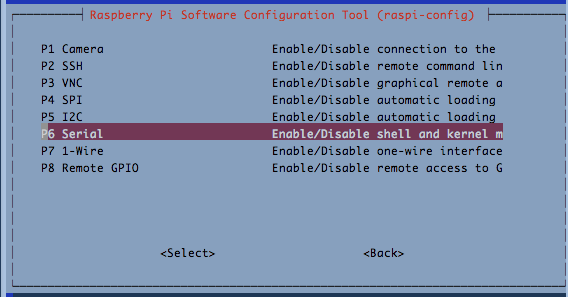 Raspberry Pi Software Configuration Tool (raspi-config)
P1 Camera Enable/Disable connection to the
P2 SSH Enable/Disable remote command lin
P3 VNC Enable/Disable graphical remote a
P4 SPI Enable/Disable automatic loading
P5 I2C Enable/Disable automatic loading
P6 Serial Enable/Disable shell and kernel m
P7 1-Wire Enable/Disable one-wire interface
P8 Remote GPIO Enable/Disable remote access to G
<Select> <Back>